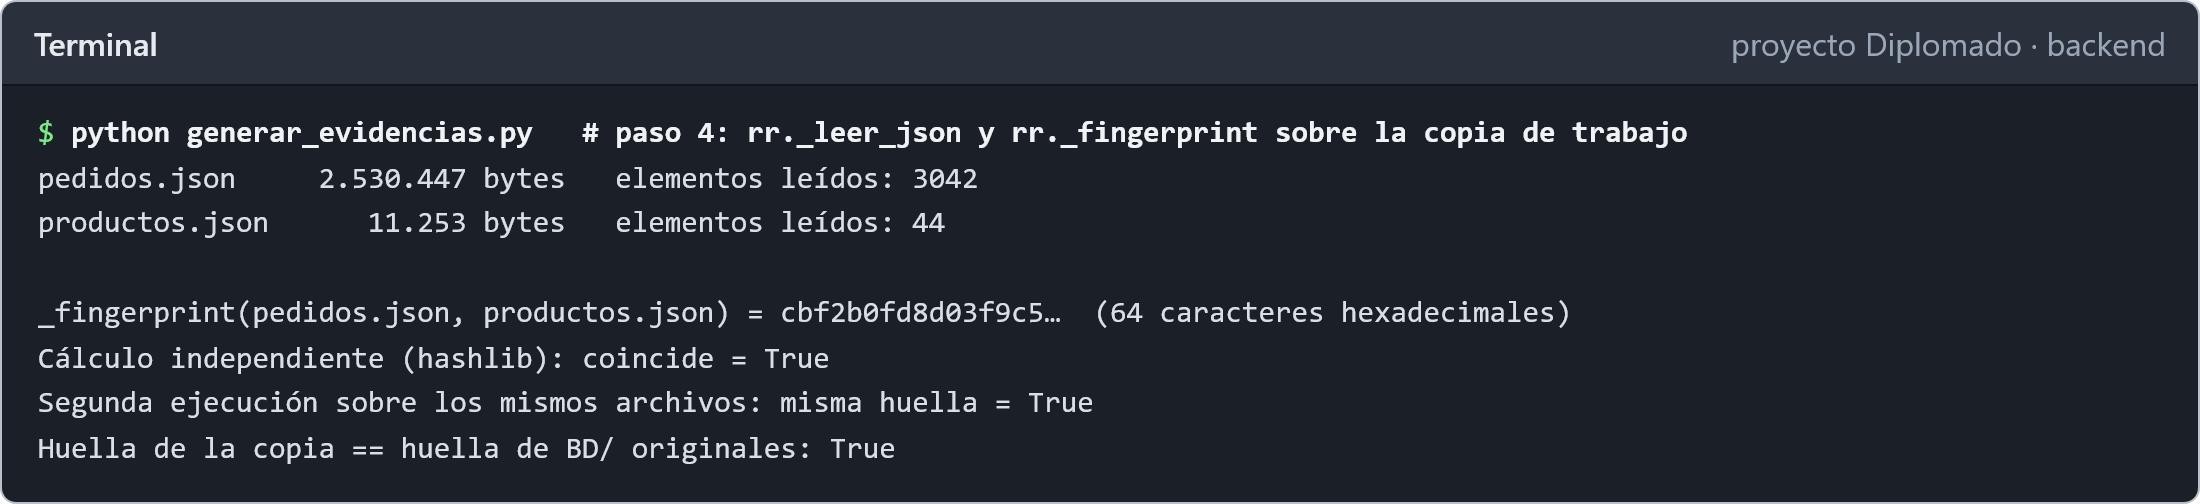 Terminal
proyecto Diplomado · backend
$ python generar_evidencias.py   # paso 4: rr._leer_json y rr._fingerprint sobre la copia de trabajo
pedidos.json     2.530.447 bytes   elementos leídos: 3042
productos.json      11.253 bytes   elementos leídos: 44
_fingerprint(pedidos.json, productos.json) = cbf2b0fd8d03f9c5…  (64 caracteres hexadecimales)
Cálculo independiente (hashlib): coincide = True
Segunda ejecución sobre los mismos archivos: misma huella = True
Huella de la copia == huella de BD/ originales: True